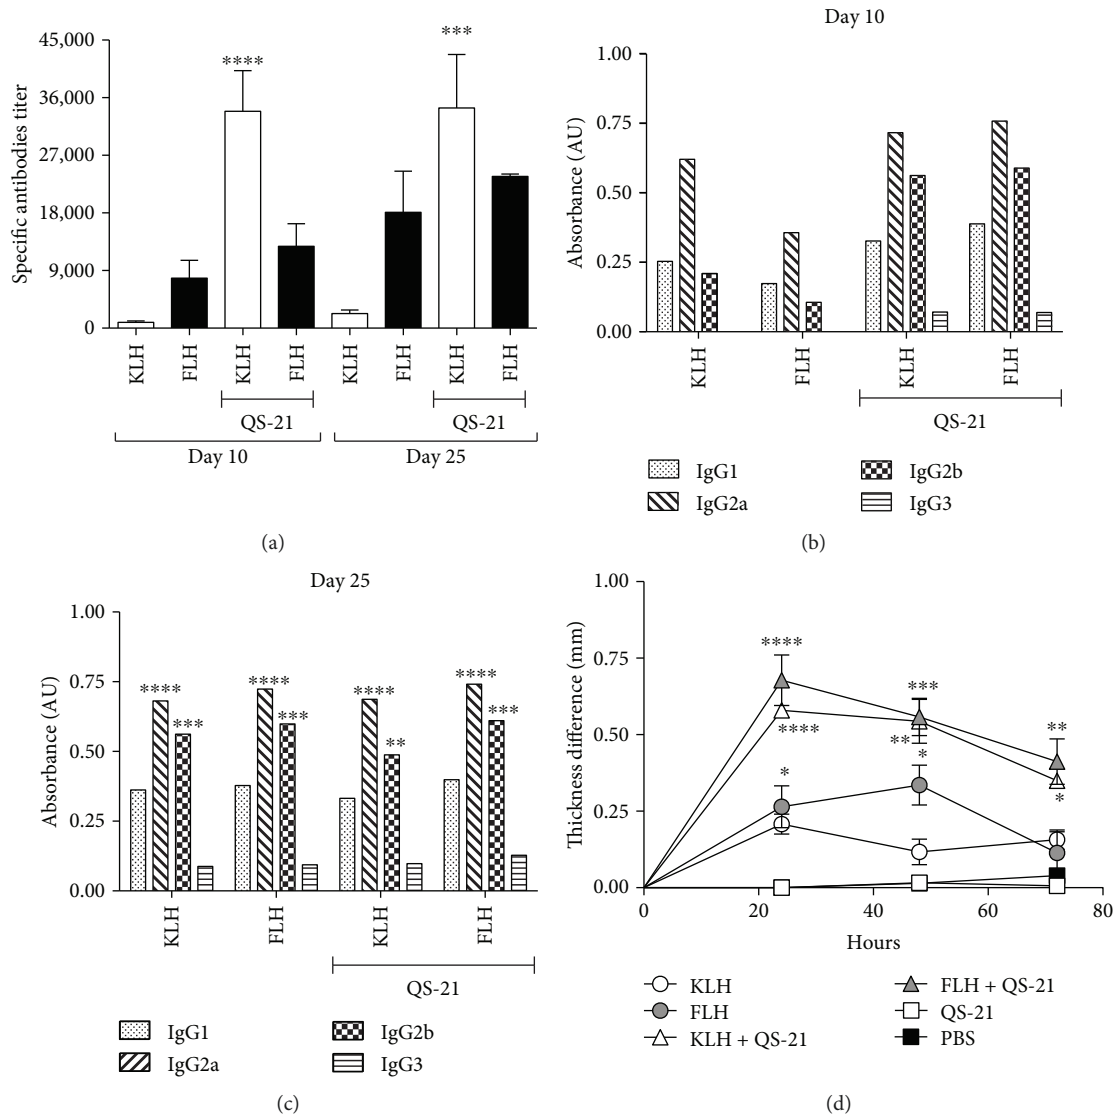 45,000
36,000
27,000
18,000
9,000
0
Specific antibodies titer
****
***
KLH
FLH
KLH
FLH
KLH
FLH
KLH
FLH
QS-21
QS-21
Day 10
Day 25
(a)
Day 10
1.00
0.75
0.50
0.25
0.00
Absorbance (AU)
KLH
FLH
KLH
FLH
QS-21
IgG1
IgG2b
IgG2a
IgG3
(b)
Day 25
1.00
0.75
0.50
0.25
0.00
Absorbance (AU)
****
***
****
***
****
**
****
***
KLH
FLH
KLH
FLH
QS-21
IgG1
IgG2b
IgG2a
IgG3
(c)
1.00
0.75
0.50
0.25
0.00
Thickness difference (mm)
****
****
*
***
**
*
**
*
0
20
40
60
80
Hours
KLH
FLH + QS-21
FLH
QS-21
KLH + QS-21
PBS
(d)